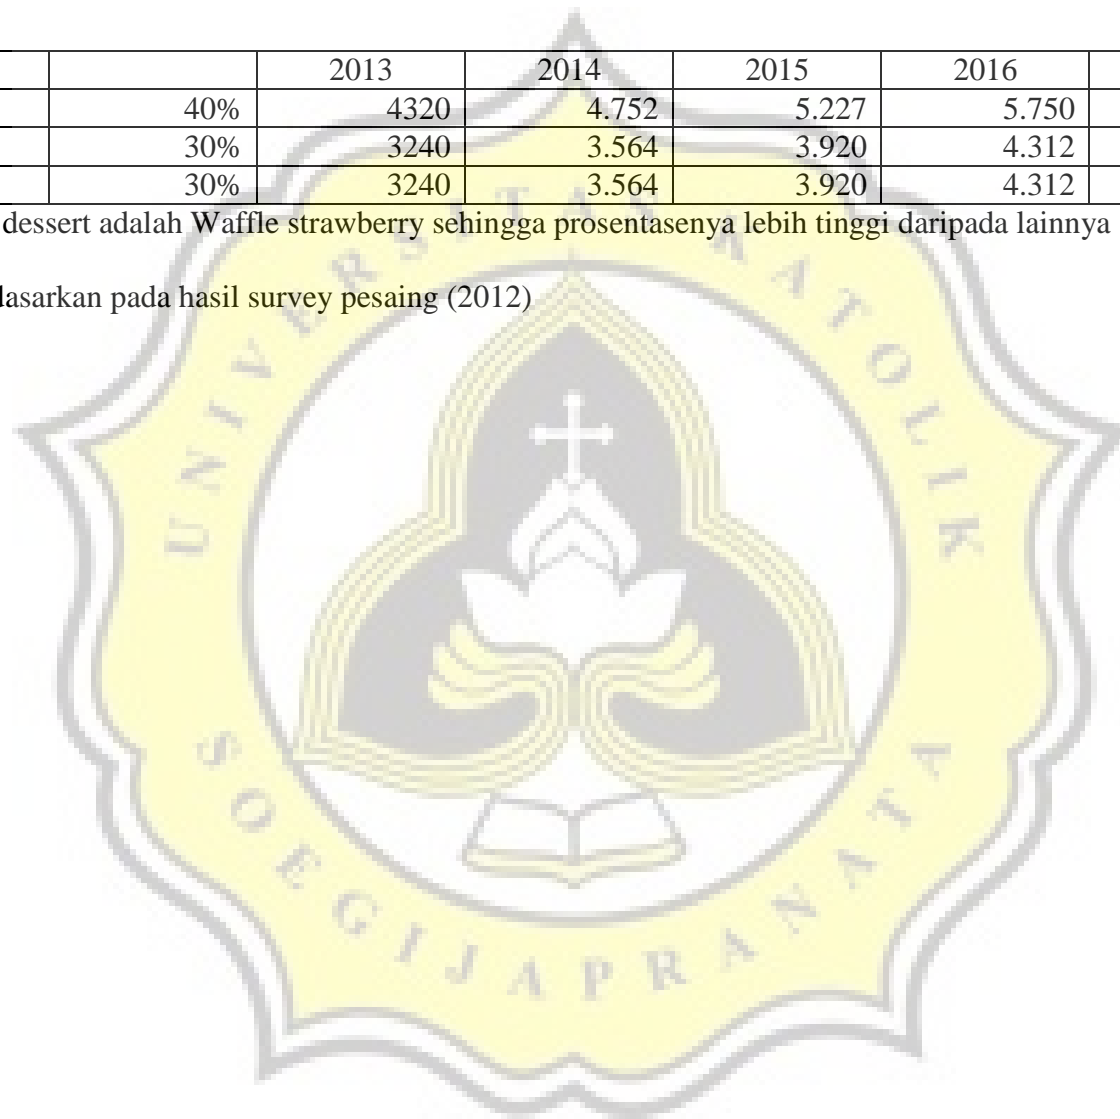 2013 2014 2015 2016
40% 4320 4.752 5.227 5.750
30% 3240 3.564 3.920 4.312
30% 3240 3.564 3.920 4.312
dessert adalah Waffle strawberry sehingga prosentasenya lebih tinggi daripada lainnya
dasarkan pada hasil survey pesaing (2012)
UNIVERSITAS KATOLIK
SOEGIJAPRANATA